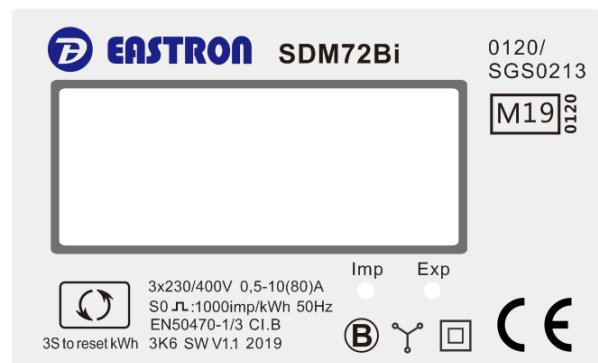 EASTRON SDM72Bi
0120/
SGS0213
M19 0120
Imp Exp
3x230/400V 0,5-10(80)A
S0 ⎍:1000imp/kWh 50Hz
EN50470-1/3 Cl.B
3K6 SW V1.1 2019
3S to reset kWh
B
CE